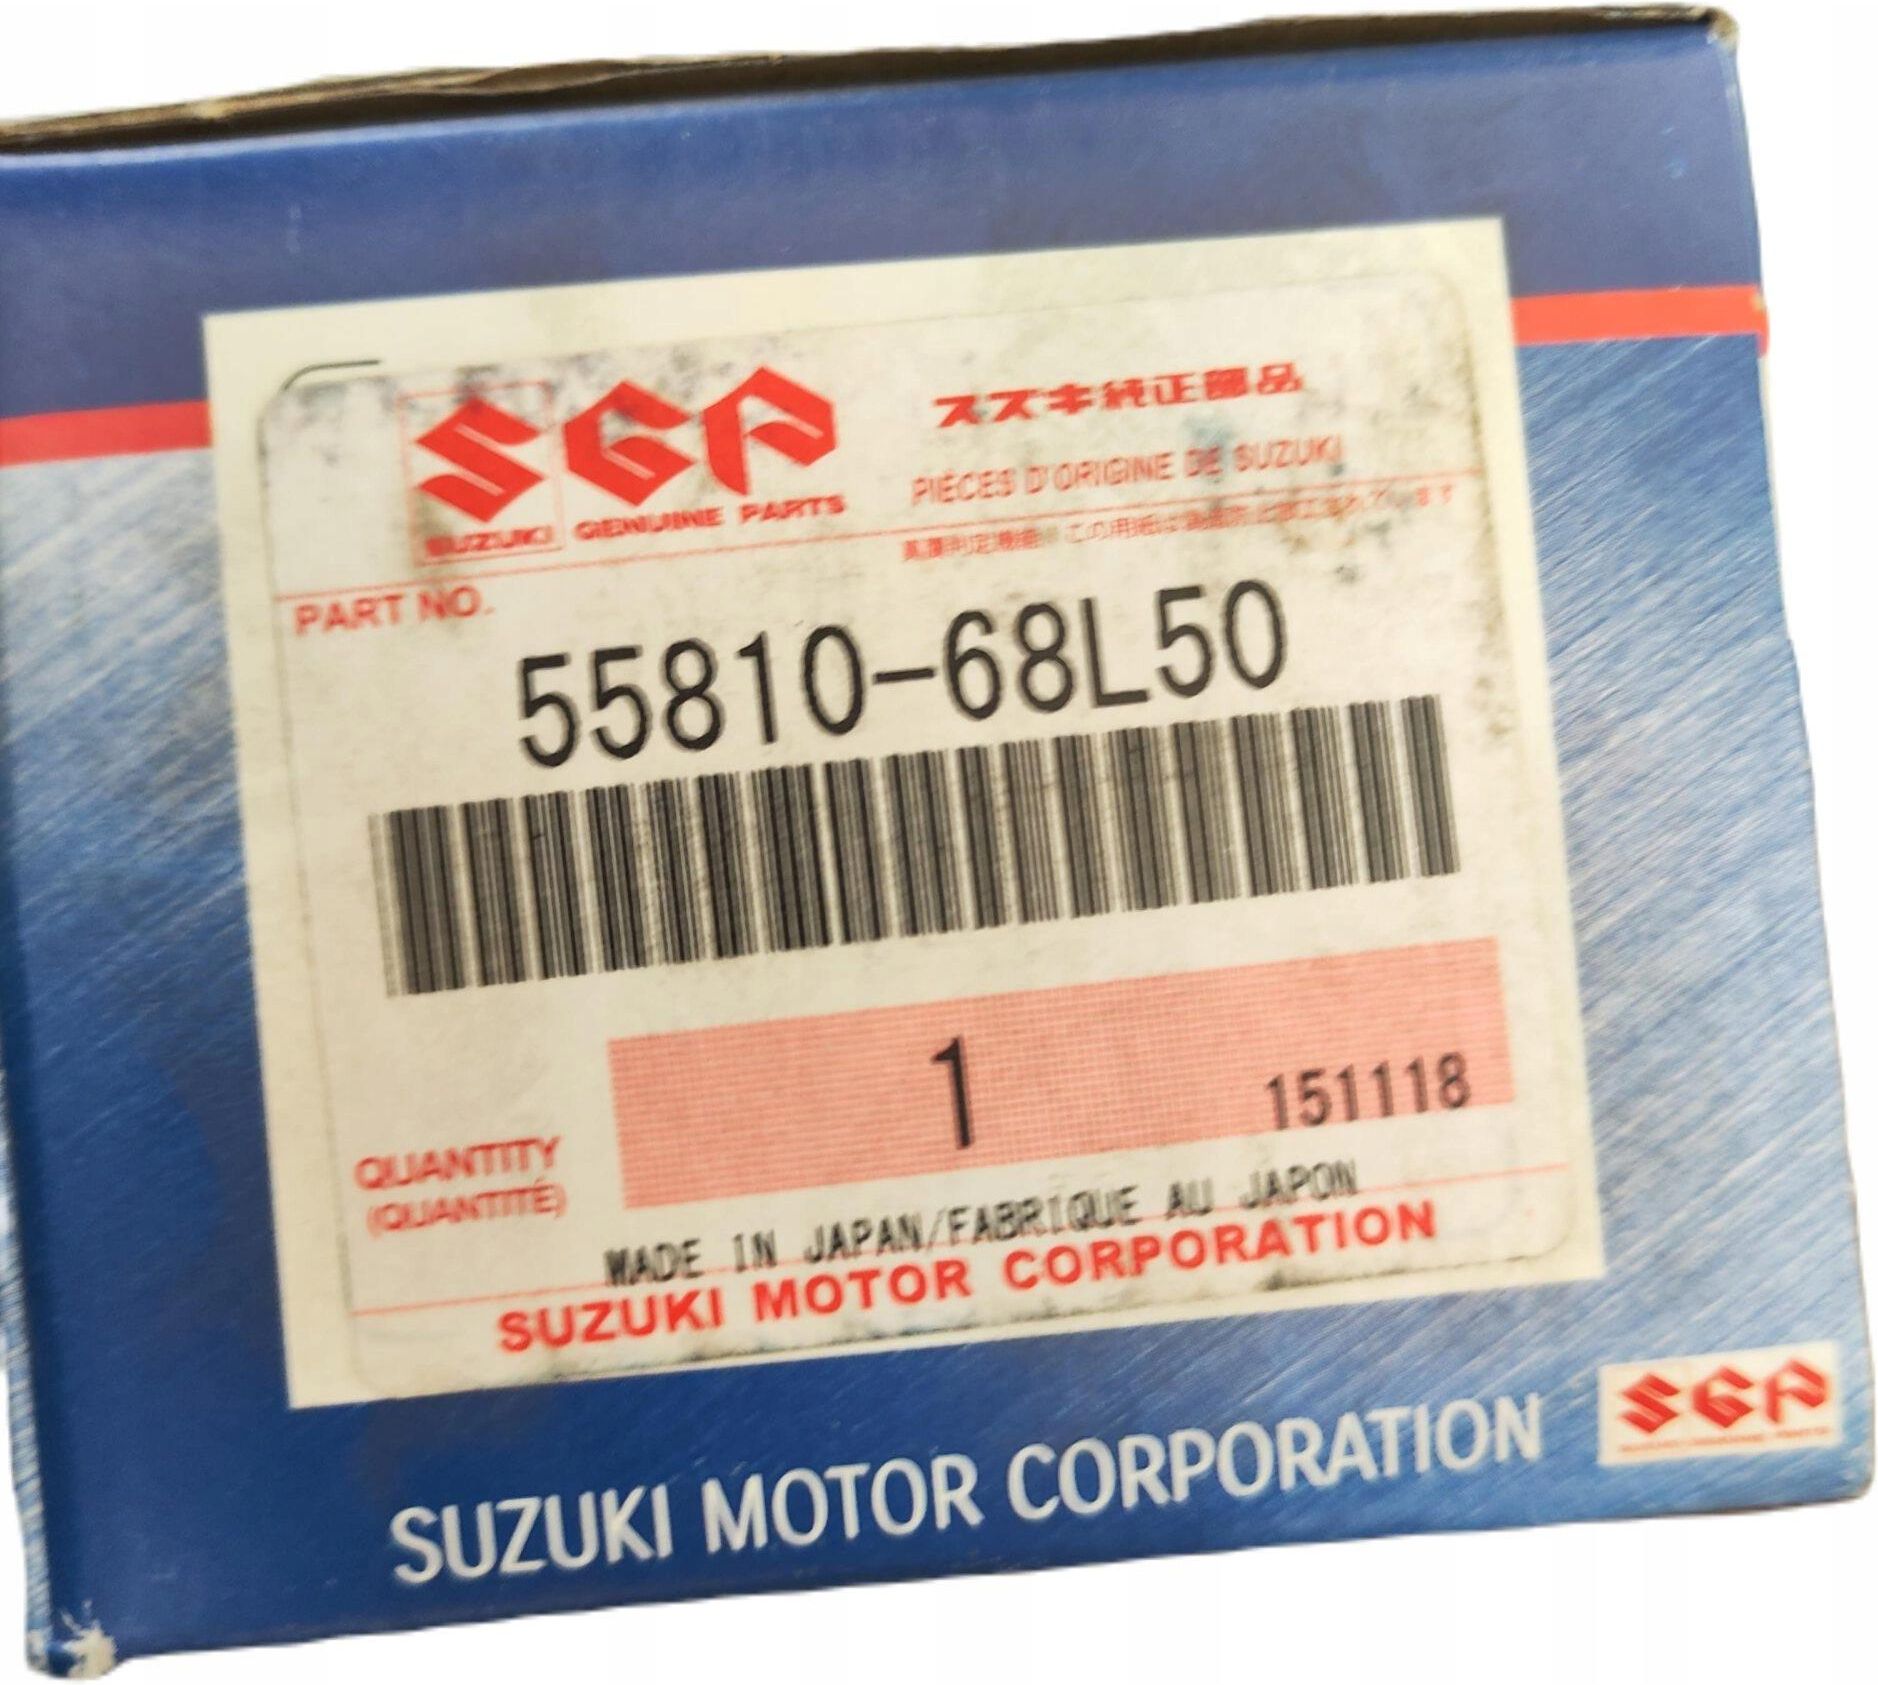 SGP
スズキ純正部品
SUZUKI GENUINE PARTS
PIÈCES D'ORIGINE DE SUZUKI
PART NO.
55810-68L50
1
151118
QUANTITY
(QUANTITÉ)
MADE IN JAPAN/FABRIQUE AU JAPON
SUZUKI MOTOR CORPORATION
SUZUKI MOTOR CORPORATION
SGP